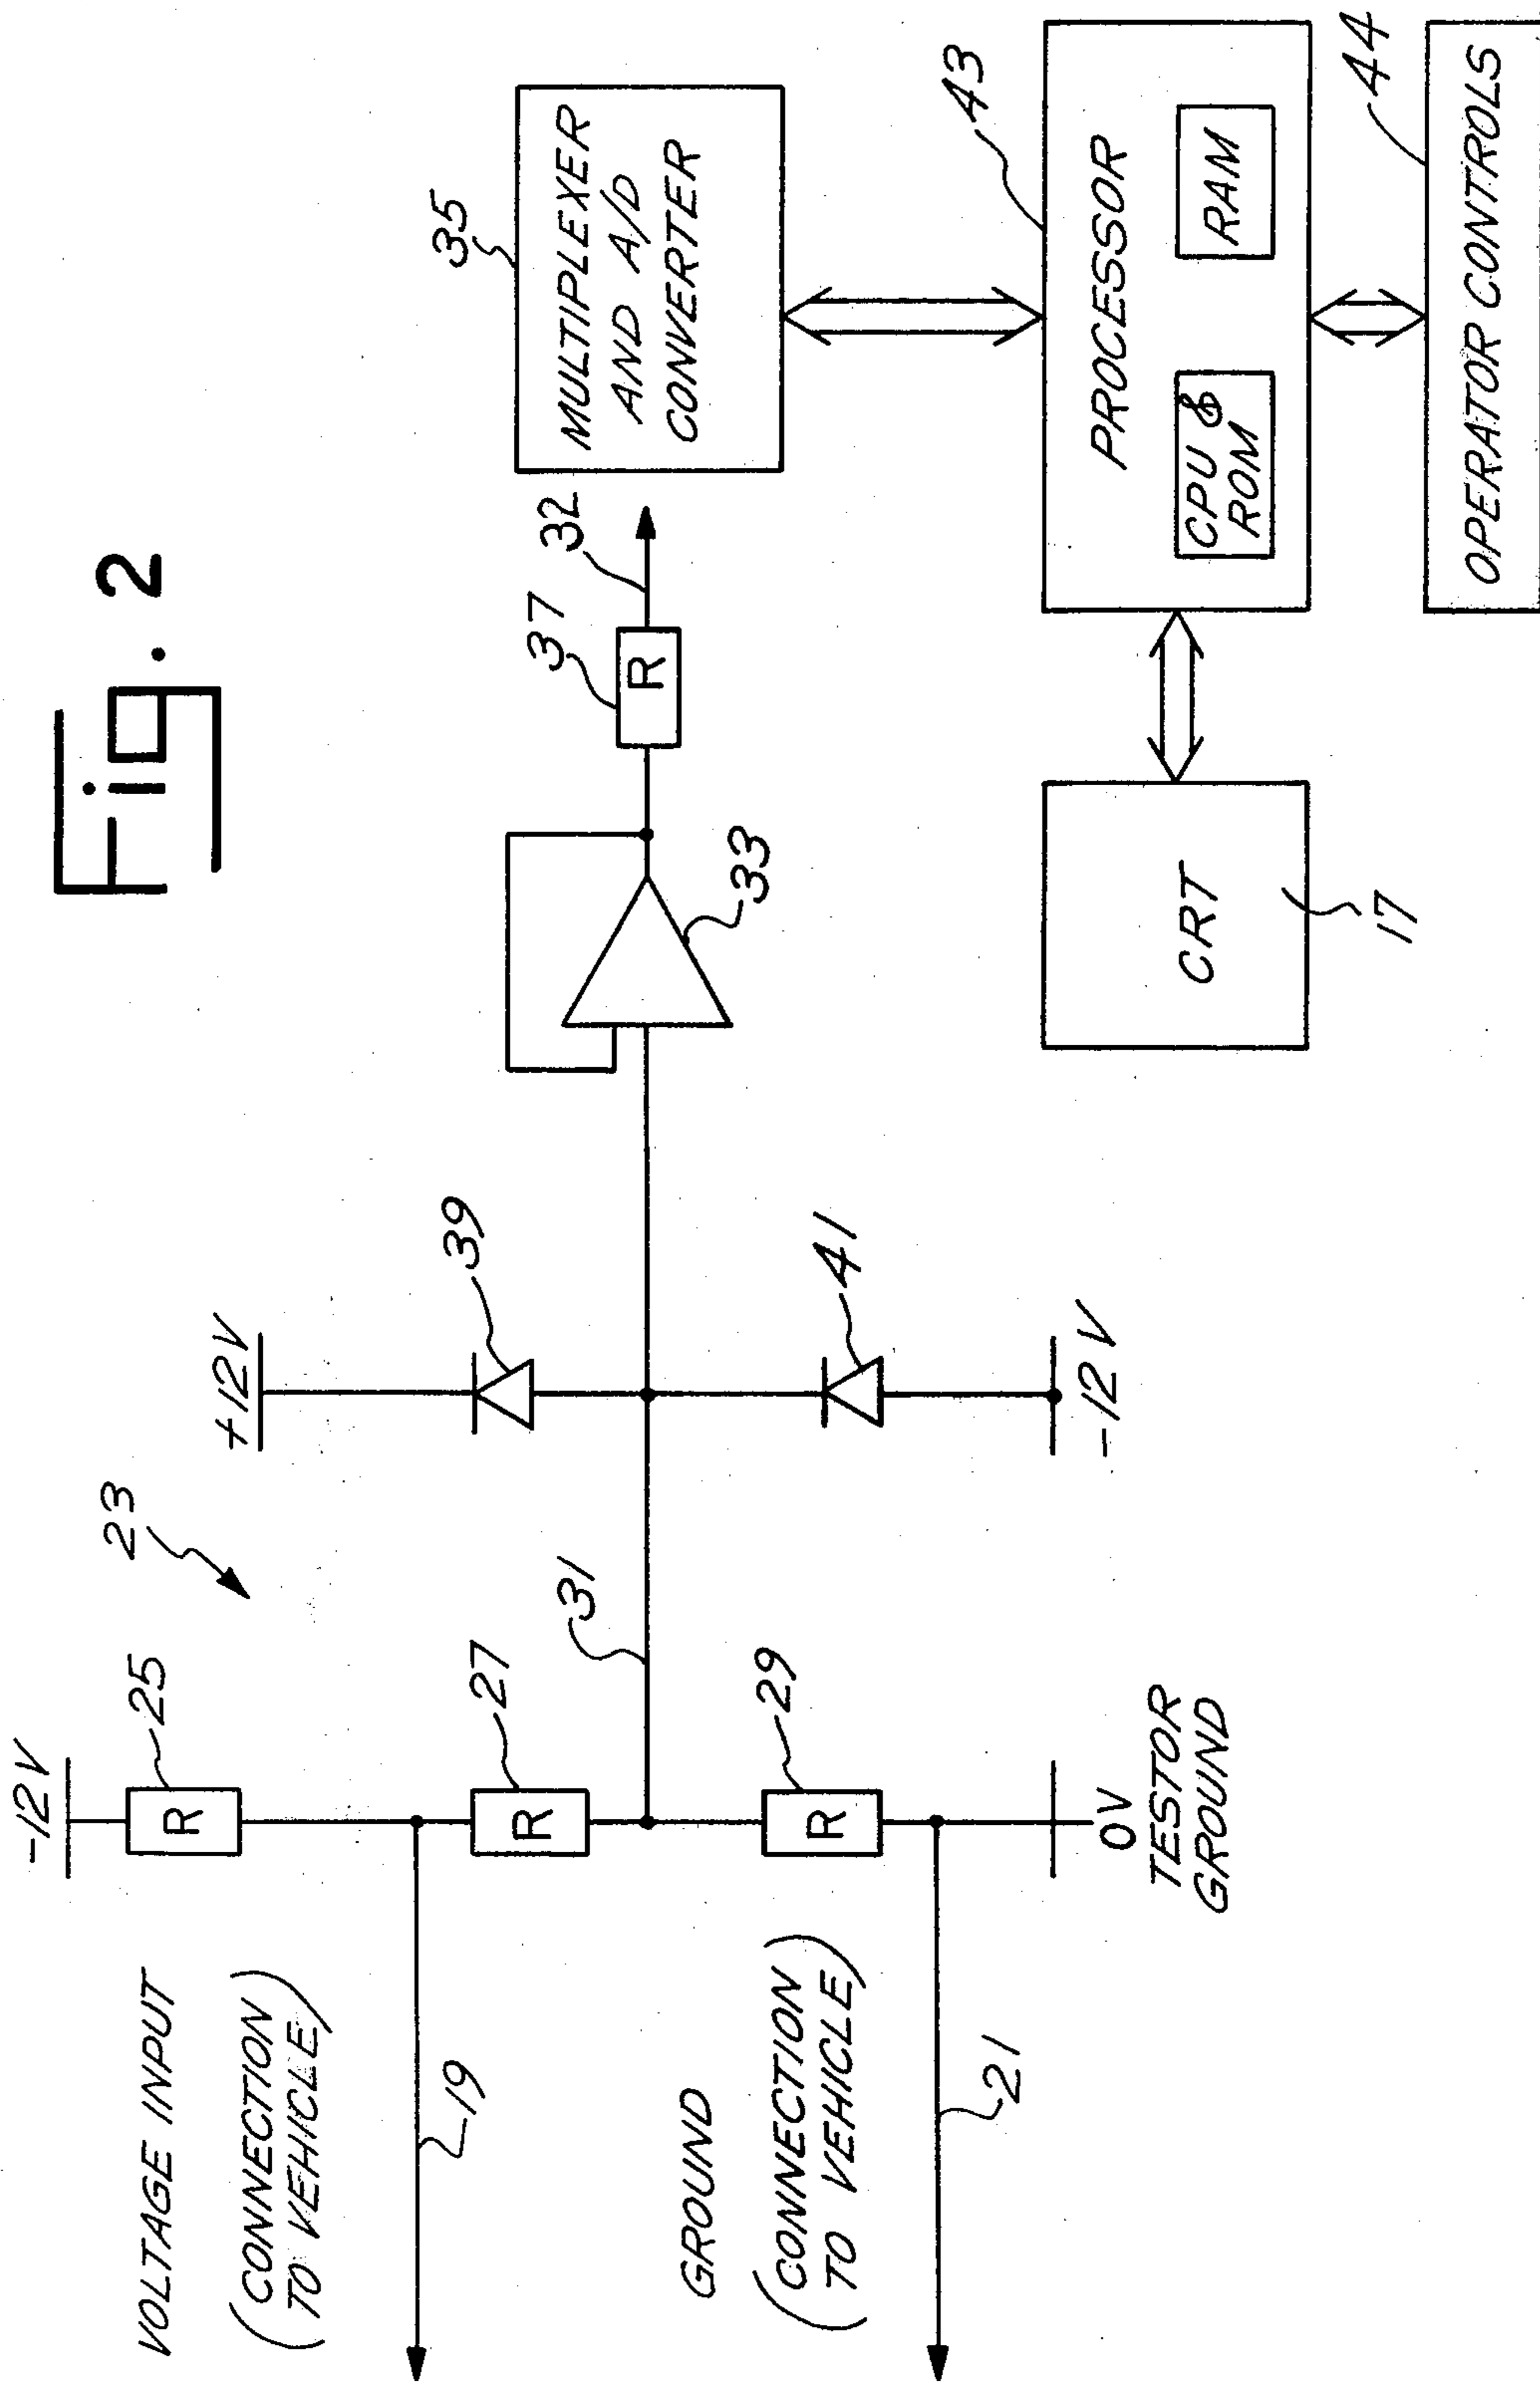 Fig. 2
-12V
25
R
23
VOLTAGE INPUT
(CONNECTION
TO VEHICLE)
19
27
R
31
GROUND
(CONNECTION
TO VEHICLE)
21
29
R
0V
TESTOR
GROUND
+12V
39
41
-12V
33
37
R
32
35
MULTIPLEXER
AND A/D
CONVERTER
43
PROCESSOR
CPU &
ROM
RAM
CRT
17
44
OPERATOR CONTROLS